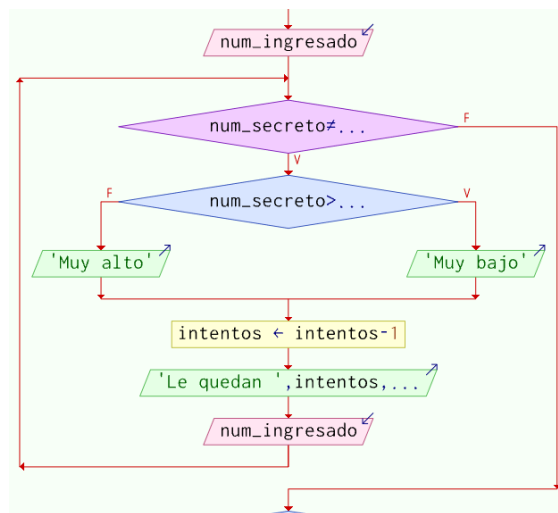 num_ingresado
num_secreto≠...
F
V
num_secreto>...
F
V
'Muy alto'
'Muy bajo'
intentos ← intentos-1
'Le quedan ',intentos,...
num_ingresado